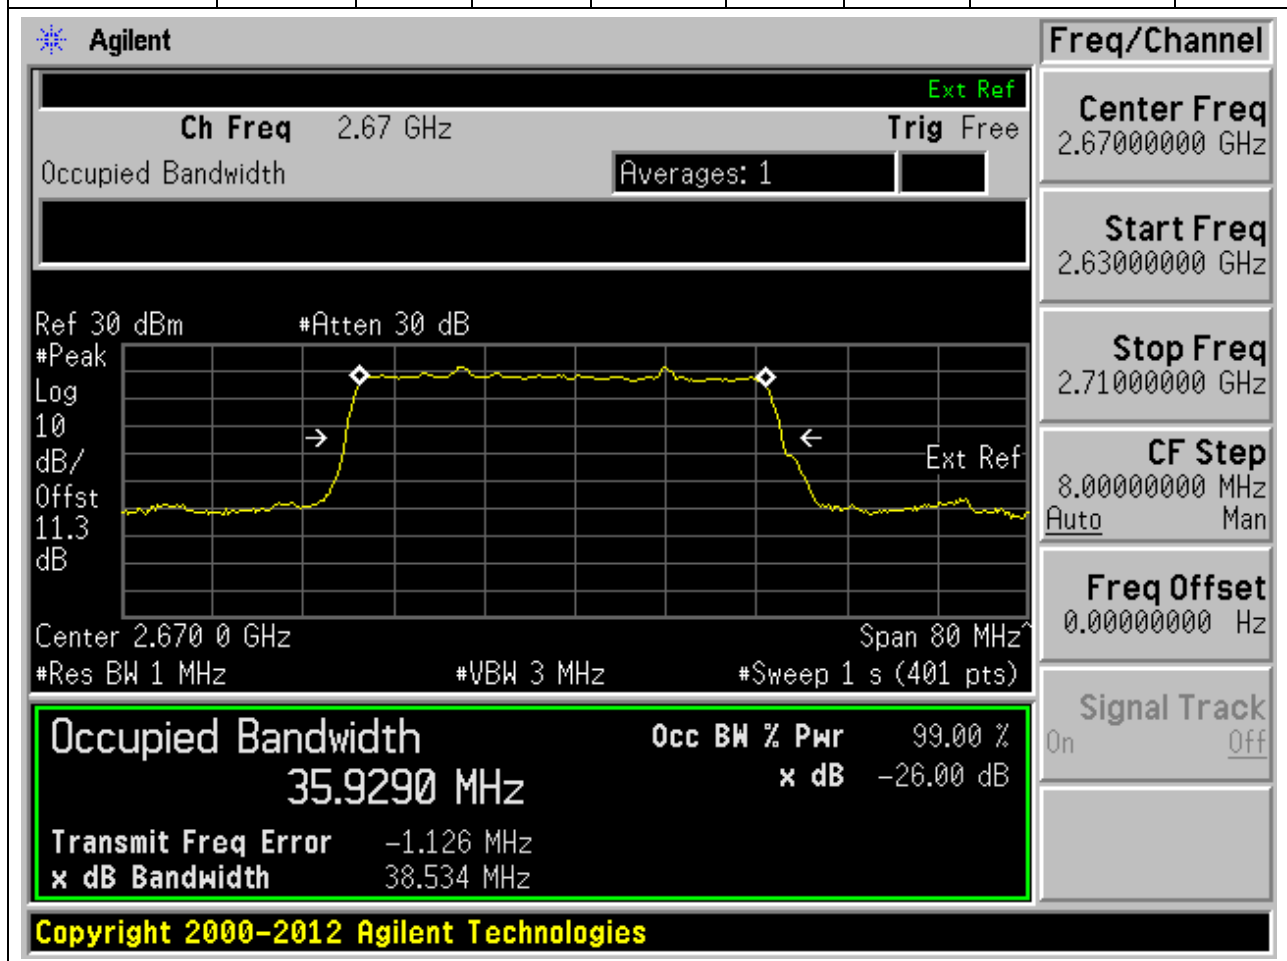 Agilent
Freq/Channel
Ext Ref
Ch Freq 2.67 GHz Trig Free
Occupied Bandwidth Averages: 1
Center Freq
2.67000000 GHz
Start Freq
2.63000000 GHz
Stop Freq
2.71000000 GHz
CF Step
8.00000000 MHz
Auto Man
Freq Offset
0.00000000 Hz
Signal Track
On Off
Ref 30 dBm #Atten 30 dB
#Peak
Log
10
dB/
Offst
11.3
dB
Ext Ref
Center 2.670 0 GHz Span 80 MHz^
#Res BW 1 MHz #VBW 3 MHz #Sweep 1 s (401 pts)
Occupied Bandwidth Occ BW % Pwr 99.00 %
35.9290 MHz x dB -26.00 dB
Transmit Freq Error -1.126 MHz
x dB Bandwidth 38.534 MHz
Copyright 2000-2012 Agilent Technologies